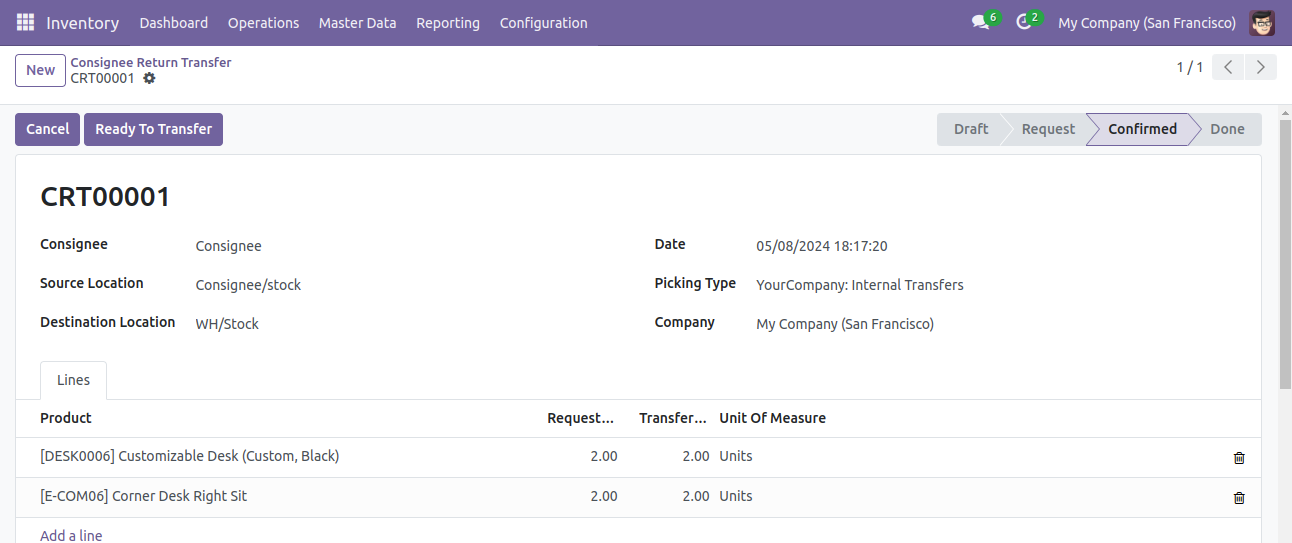 Inventory Dashboard Operations Master Data Reporting Configuration 6 2 My Company (San Francisco)
New Consignee Return Transfer 1 / 1
CRT00001
Cancel Ready To Transfer Draft Request Confirmed Done
CRT00001
Consignee Consignee Date 05/08/2024 18:17:20
Source Location Consignee/stock Picking Type YourCompany: Internal Transfers
Destination Location WH/Stock Company My Company (San Francisco)
Lines
Product Request... Transfer... Unit Of Measure
[DESK0006] Customizable Desk (Custom, Black) 2.00 2.00 Units
[E-COM06] Corner Desk Right Sit 2.00 2.00 Units
Add a line